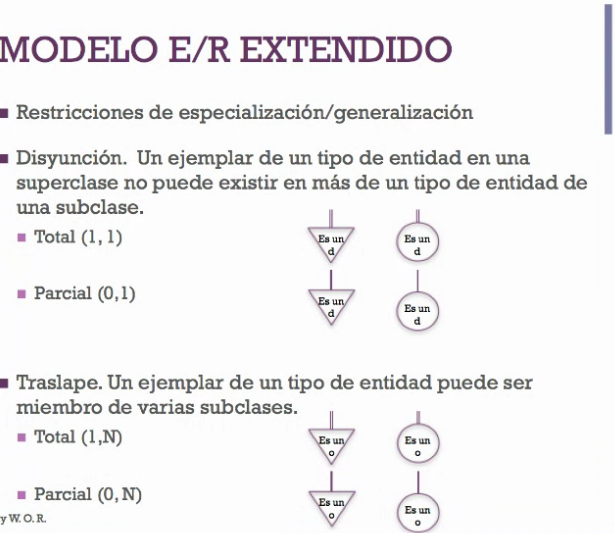 MODELO E/R EXTENDIDO
Restricciones de especialización/generalización
Disyunción. Un ejemplar de un tipo de entidad en una
superclase no puede existir en más de un tipo de entidad de
una subclase.
Total (1, 1)
Es un
d
Es un
d
Parcial (0,1)
Es un
d
Es un
d
Traslape. Un ejemplar de un tipo de entidad puede ser
miembro de varias subclases.
Total (1,N)
Es un
o
Es un
o
Parcial (0, N)
Es un
o
Es un
o
y W. O. R.